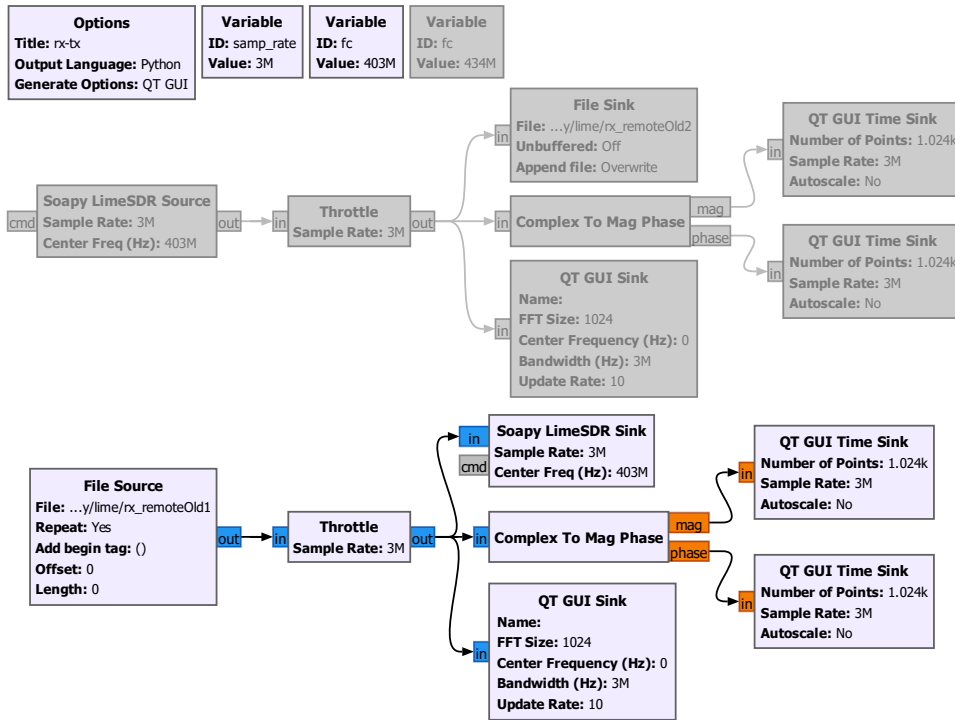 Options
Title: rx-tx
Output Language: Python
Generate Options: QT GUI
Variable
ID: samp_rate
Value: 3M
Variable
ID: fc
Value: 403M
Variable
ID: fc
Value: 434M
File Sink
in
File: ...y/lime/rx_remoteOld2
Unbuffered: Off
Append file: Overwrite
QT GUI Time Sink
Number of Points: 1.024k
in
Sample Rate: 3M
Autoscale: No
Soapy LimeSDR Source
cmd
Sample Rate: 3M
out
Center Freq (Hz): 403M
Throttle
in
Sample Rate: 3M
out
in
Complex To Mag Phase
mag
phase
QT GUI Time Sink
Number of Points: 1.024k
in
Sample Rate: 3M
Autoscale: No
QT GUI Sink
Name:
FFT Size: 1024
in
Center Frequency (Hz): 0
Bandwidth (Hz): 3M
Update Rate: 10
Soapy LimeSDR Sink
in
Sample Rate: 3M
cmd
Center Freq (Hz): 403M
QT GUI Time Sink
Number of Points: 1.024k
in
Sample Rate: 3M
Autoscale: No
File Source
File: ...y/lime/rx_remoteOld1
Repeat: Yes
out
Add begin tag: ()
Offset: 0
Length: 0
Throttle
in
Sample Rate: 3M
out
in
Complex To Mag Phase
mag
phase
QT GUI Time Sink
Number of Points: 1.024k
in
Sample Rate: 3M
Autoscale: No
QT GUI Sink
Name:
FFT Size: 1024
in
Center Frequency (Hz): 0
Bandwidth (Hz): 3M
Update Rate: 10